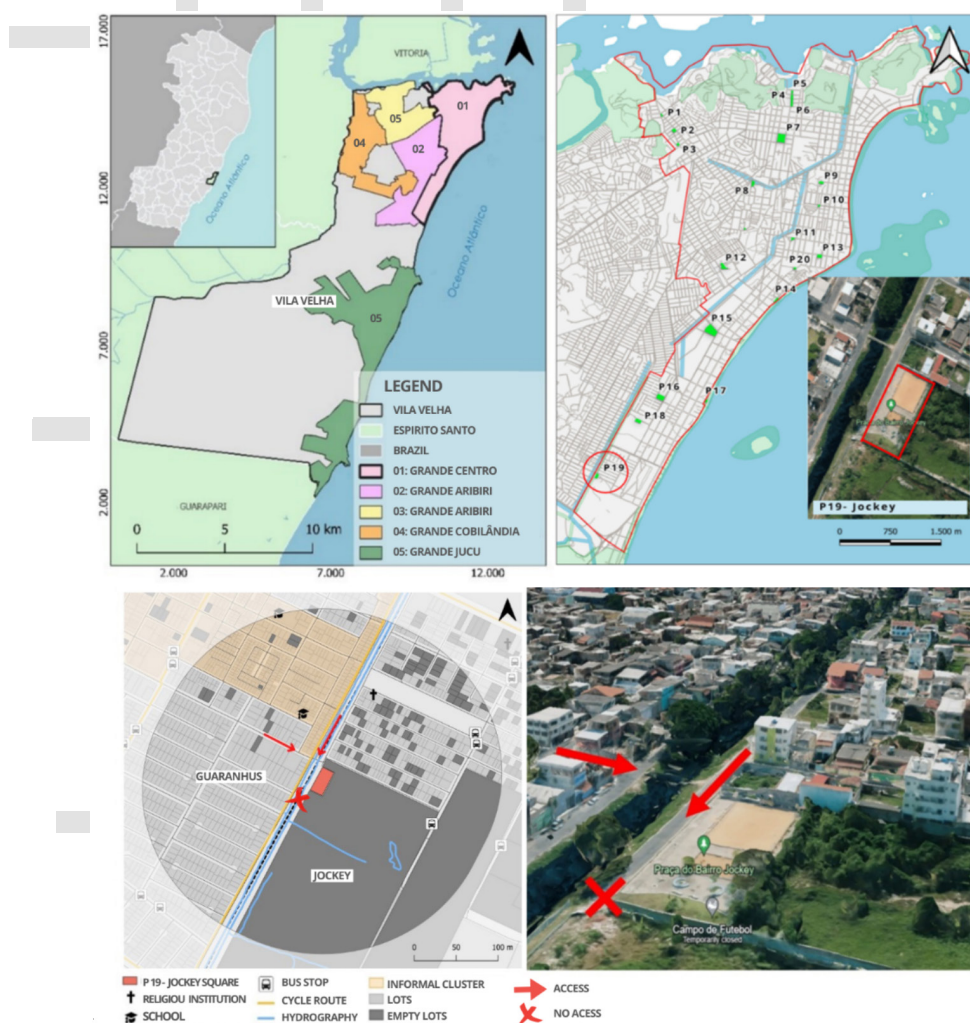 17.000
12.000
7.000
2.000
VITORIA
01
05
04
02
Oceano Atlântico
Oceano Atlântico
VILA VELHA
05
LEGEND
VILA VELHA
ESPIRITO SANTO
BRAZIL
01: GRANDE CENTRO
02: GRANDE ARIBIRI
03: GRANDE ARIBIRI
04: GRANDE COBILÂNDIA
05: GRANDE JUCU
GUARAPARI
0 5 10 km
2.000 7.000 12.000
P5
P4
P6
P1
P2
P7
P3
P9
P8
P10
P11
P13
P12
P20
P14
P15
P16
P17
P18
P19
P19- Jockey
0 750 1.500 m
GUARANHUS
JOCKEY
0 50 100 m
Praça do Bairro Jockey
Campo de Futebol
Temporarily closed
P 19 - JOCKEY SQUARE
RELIGIOU INSTITUTION
SCHOOL
BUS STOP
CYCLE ROUTE
HYDROGRAPHY
INFORMAL CLUSTER
LOTS
EMPTY LOTS
ACCESS
NO ACESS